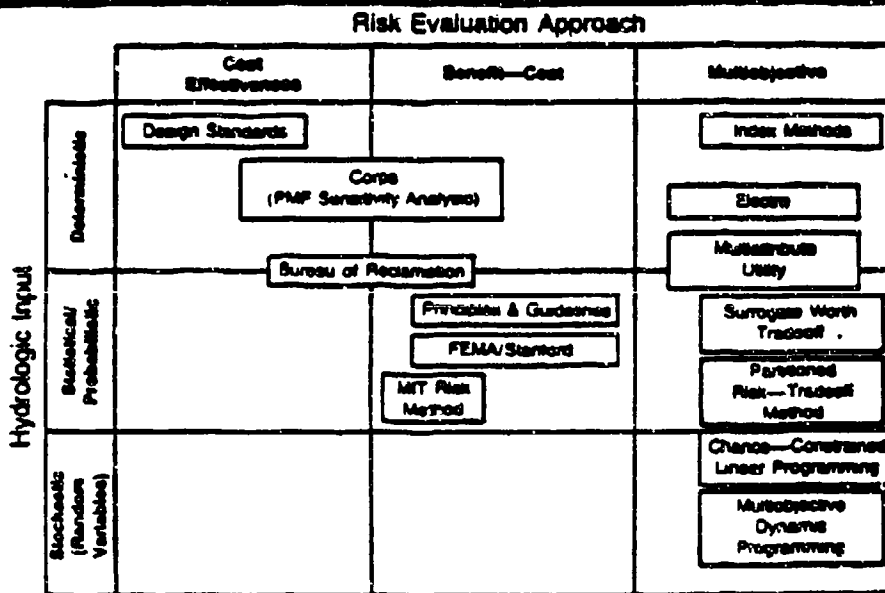 Risk Evaluation Approach
Cost
Effectiveness
Benefit—Cost
Multiobjective
Hydrologic Input
Deterministic
Design Standards
Index Methods
Corps
(PMF Sensitivity Analysis)
Electre
Multiattribute
Utility
Bureau of Reclamation
Statistical/
Probabilistic
Principles & Guidelines
Surrogate Worth
Tradeoff
FEMA/Stanford
MIT Risk
Method
Partitioned
Risk—Tradeoff
Method
Stochastic
(Random
Variables)
Chance—Constrained
Linear Programming
Multiobjective
Dynamic
Programming